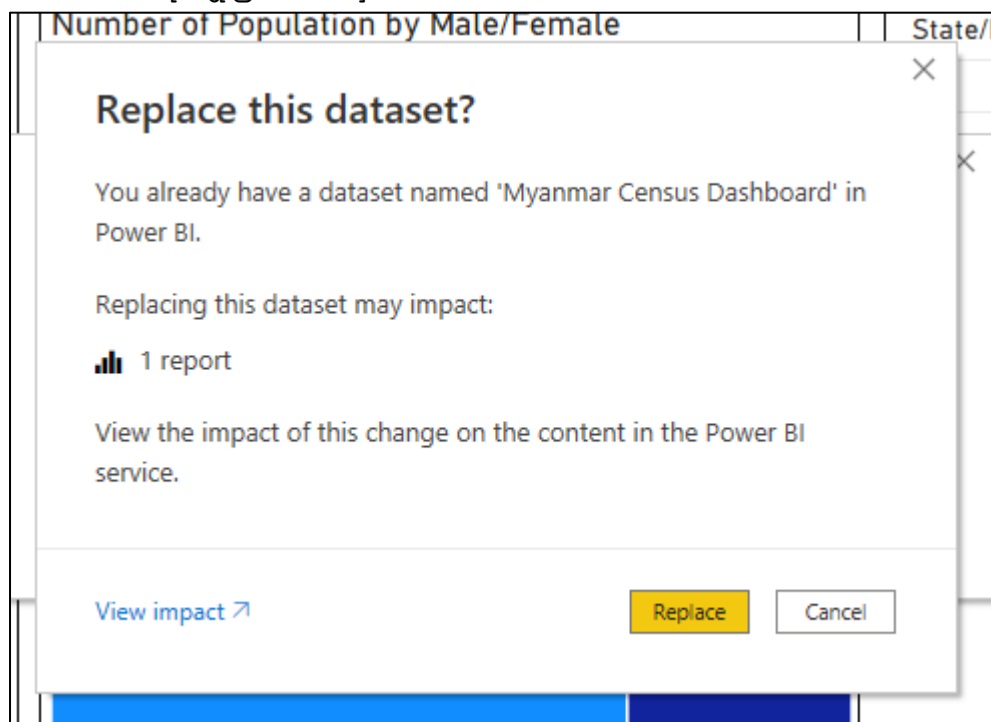 Number of Population by Male/Female
State/
Replace this dataset?
You already have a dataset named 'Myanmar Census Dashboard' in
Power BI.
Replacing this dataset may impact:
1 report
View the impact of this change on the content in the Power BI
service.
View impact
Replace
Cancel